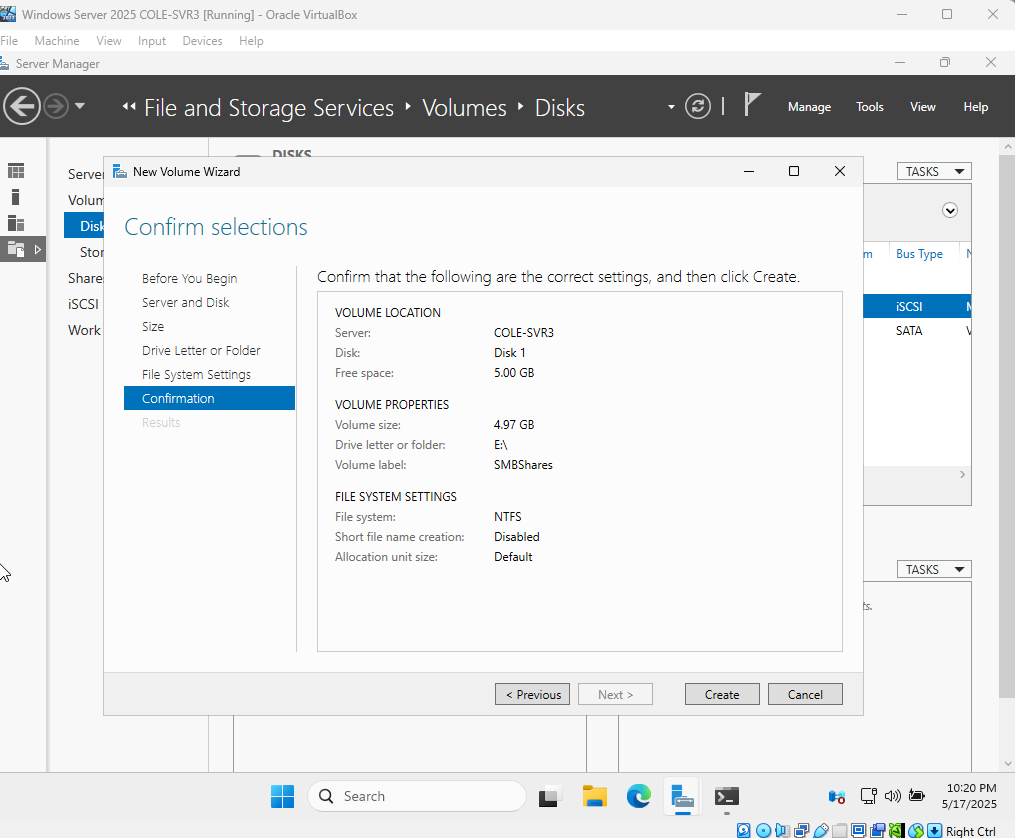 Windows Server 2025 COLE-SVR3 [Running] - Oracle VirtualBox
File Machine View Input Devices Help
Server Manager
File and Storage Services Volumes Disks
Manage Tools View Help
DISKS
TASKS
New Volume Wizard
Confirm selections
Before You Begin
Server and Disk
Size
Drive Letter or Folder
File System Settings
Confirmation
Results
Confirm that the following are the correct settings, and then click Create.
VOLUME LOCATION
Server: COLE-SVR3
Disk: Disk 1
Free space: 5.00 GB
VOLUME PROPERTIES
Volume size: 4.97 GB
Drive letter or folder: E:\
Volume label: SMBShares
FILE SYSTEM SETTINGS
File system: NTFS
Short file name creation: Disabled
Allocation unit size: Default
< Previous Next > Create Cancel
Server
Volum
Disk
Stor
Shares
iSCSI
Work
m Bus Type
iSCSI
SATA
TASKS
ts.
Search
10:20 PM
5/17/2025
Right Ctrl